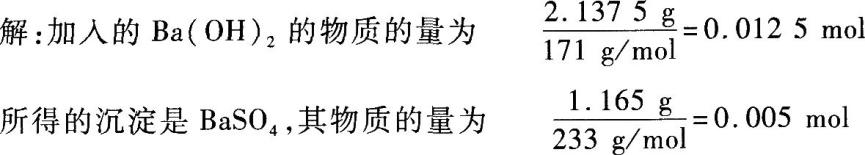 解:加入的 Ba(OH)₂ 的物质的量为 $\frac{2.137 5 g}{171 g/mol}$=0.012 5 mol
所得的沉淀是 BaSO₄,其物质的量为 $\frac{1.165 g}{233 g/mol}$=0.005 mol